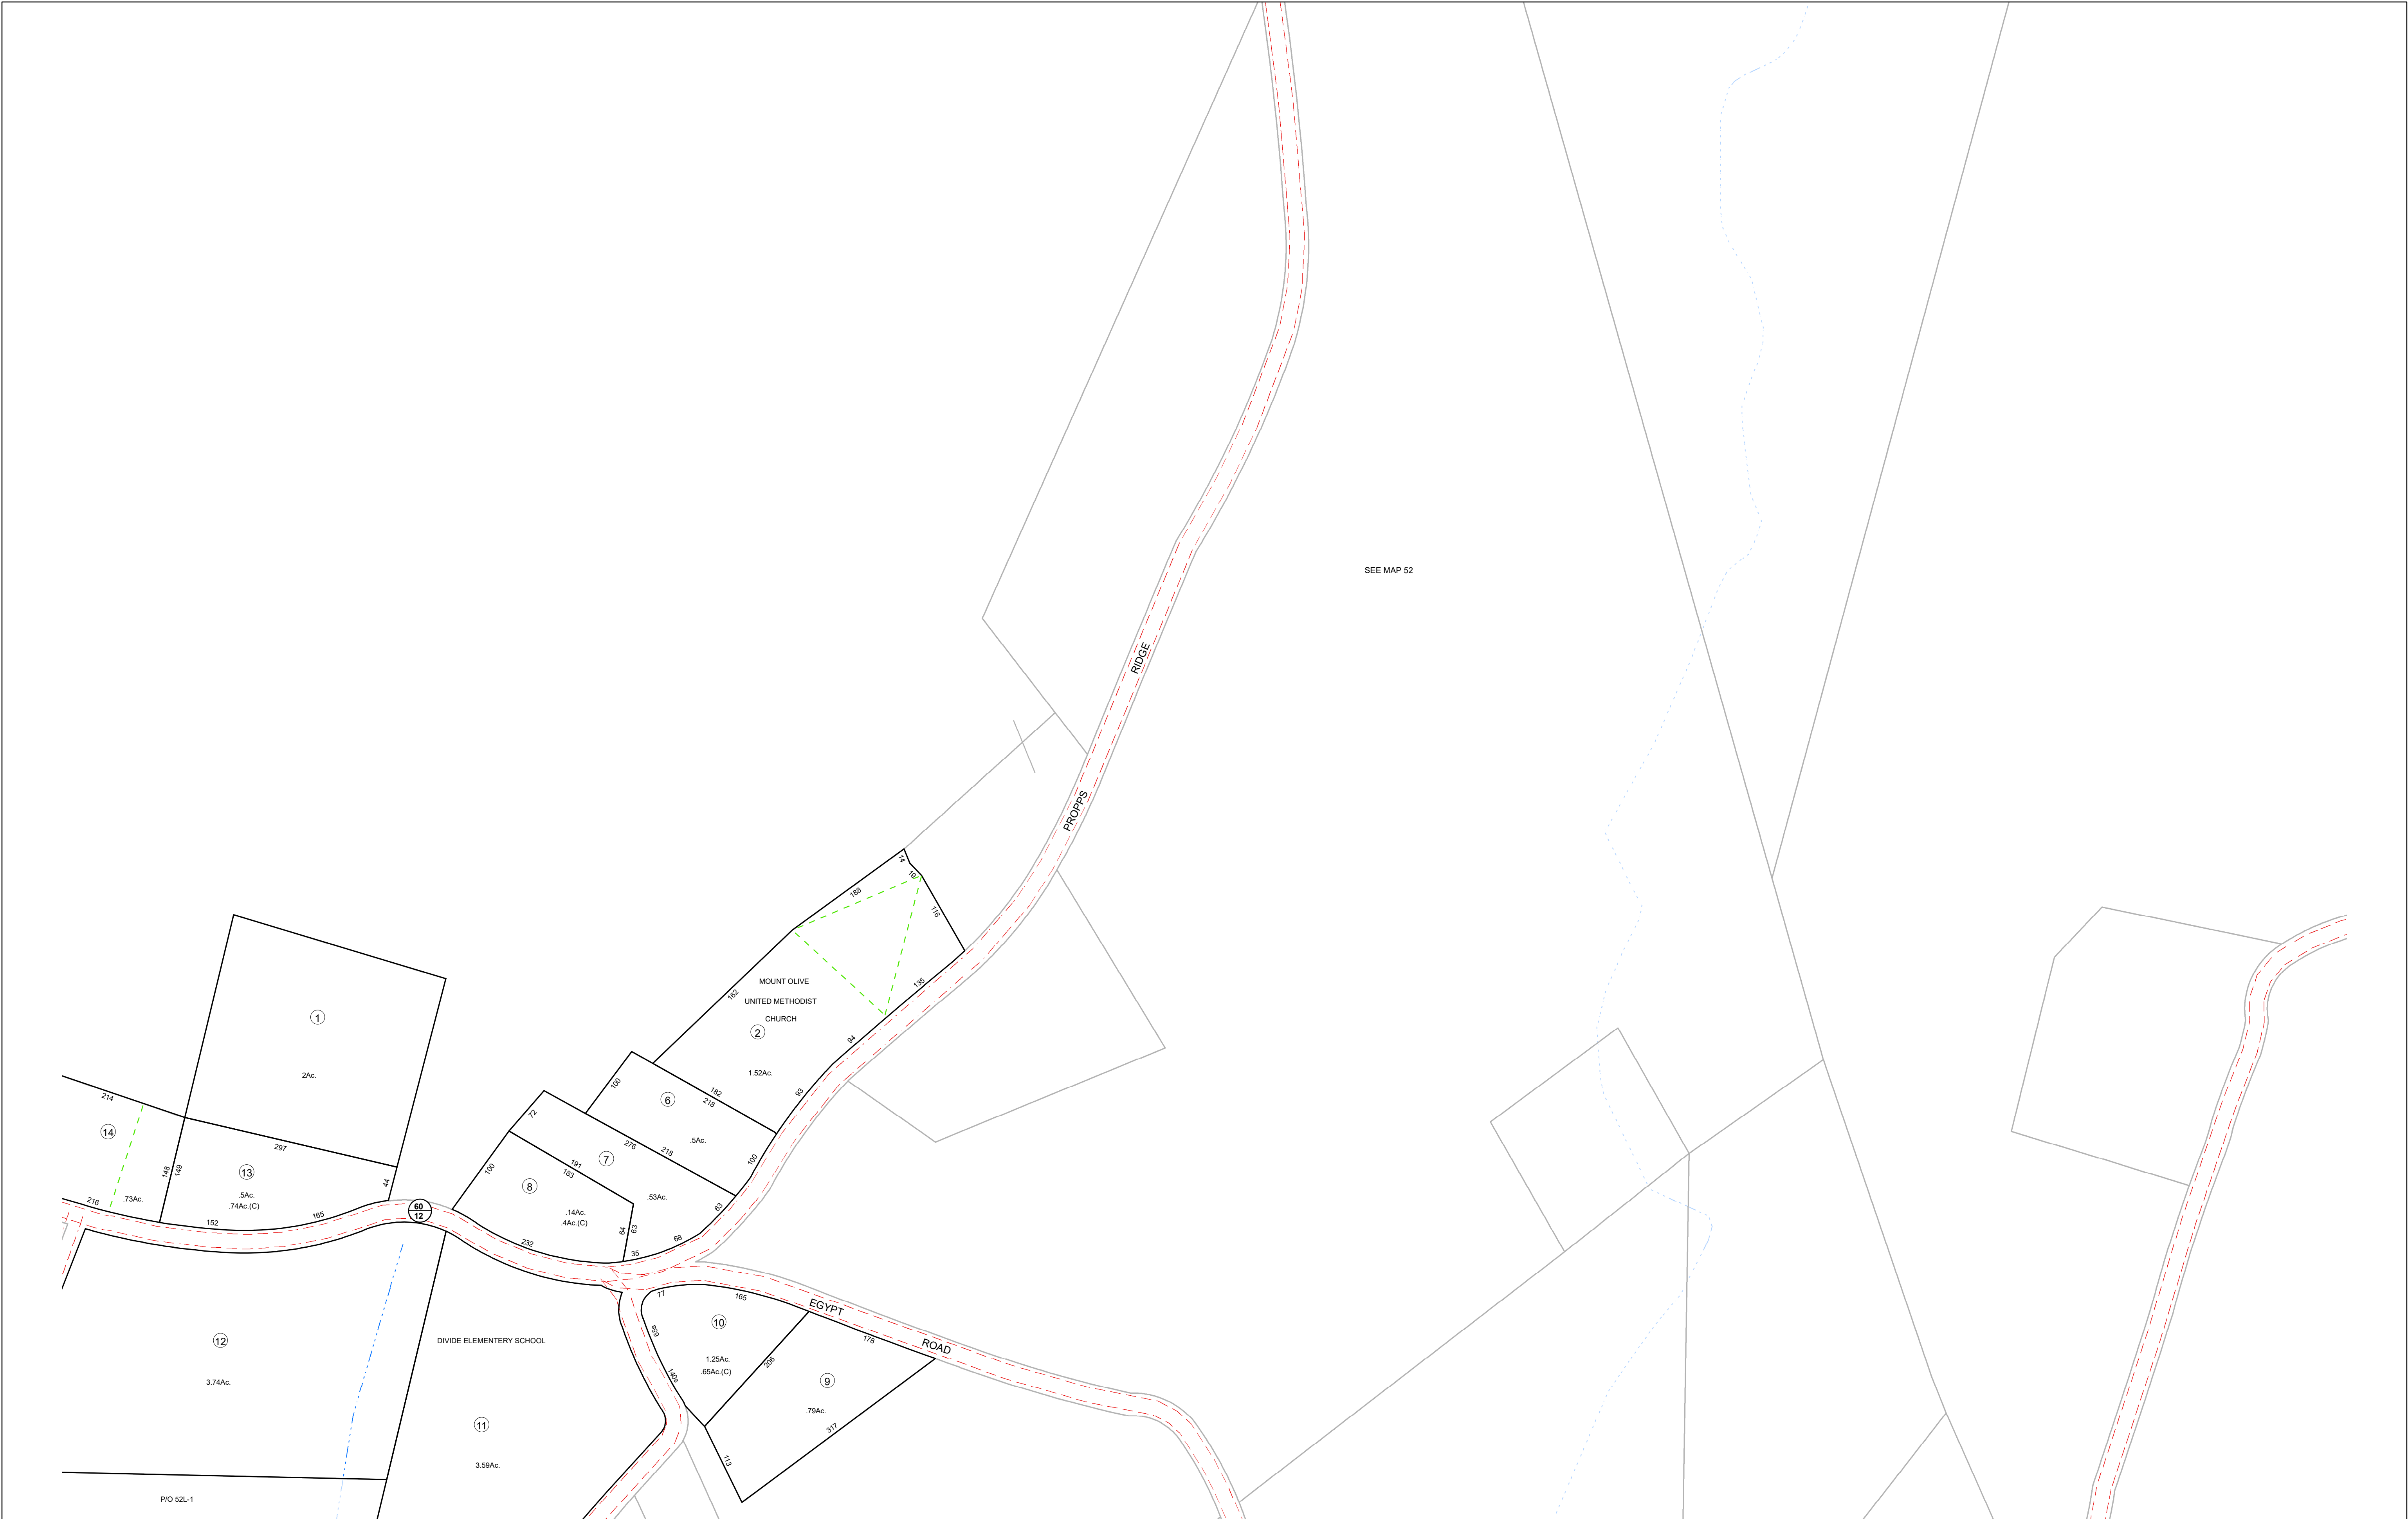 SEE MAP 52
RIDGE
PROPPS
14
19
188
116
MOUNT OLIVE
UNITED METHODIST
CHURCH
2
1.52Ac.
162
135
94
93
1
2Ac.
100
182
218
6
.5Ac.
100
72
276
218
7
.53Ac.
63
191
183
100
8
.14Ac.
.4Ac.(C)
64
63
68
35
232
214
14
.73Ac.
216
148
149
297
13
.5Ac.
.74Ac.(C)
44
152
165
60
12
77
165
EGYPT
ROAD
10
1.25Ac.
.65Ac.(C)
65s
140s
206
178
9
.79Ac.
317
113
12
3.74Ac.
DIVIDE ELEMENTERY SCHOOL
11
3.59Ac.
P/O 52L-1